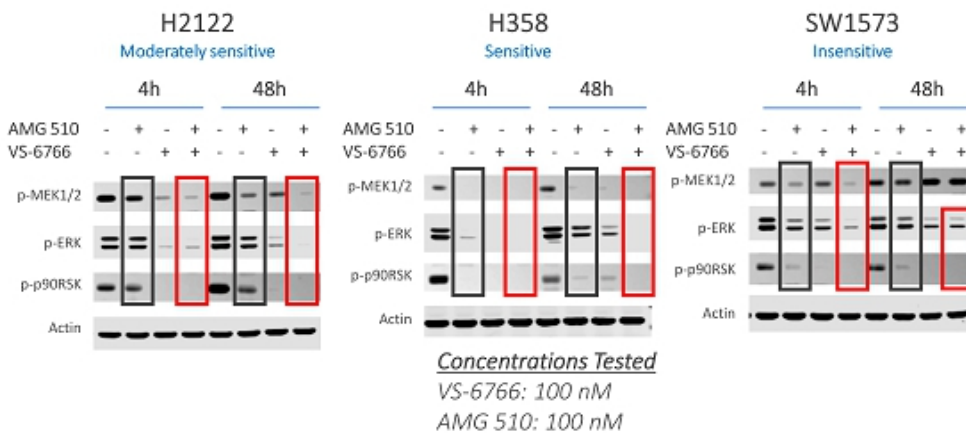 H2122
Moderately sensitive
4h 48h
AMG 510 - + - + - + - +
VS-6766 - - + + - - + +
p-MEK1/2
p-ERK
p-p90RSK
Actin
H358
Sensitive
4h 48h
AMG 510 - + - + - + - +
VS-6766 - - + + - - + +
p-MEK1/2
p-ERK
p-p90RSK
Actin
Concentrations Tested
VS-6766: 100 nM
AMG 510: 100 nM
SW1573
Insensitive
4h 48h
AMG 510 - + - + - + - +
VS-6766 - - + + - - + +
p-MEK1/2
p-ERK
p-p90RSK
Actin